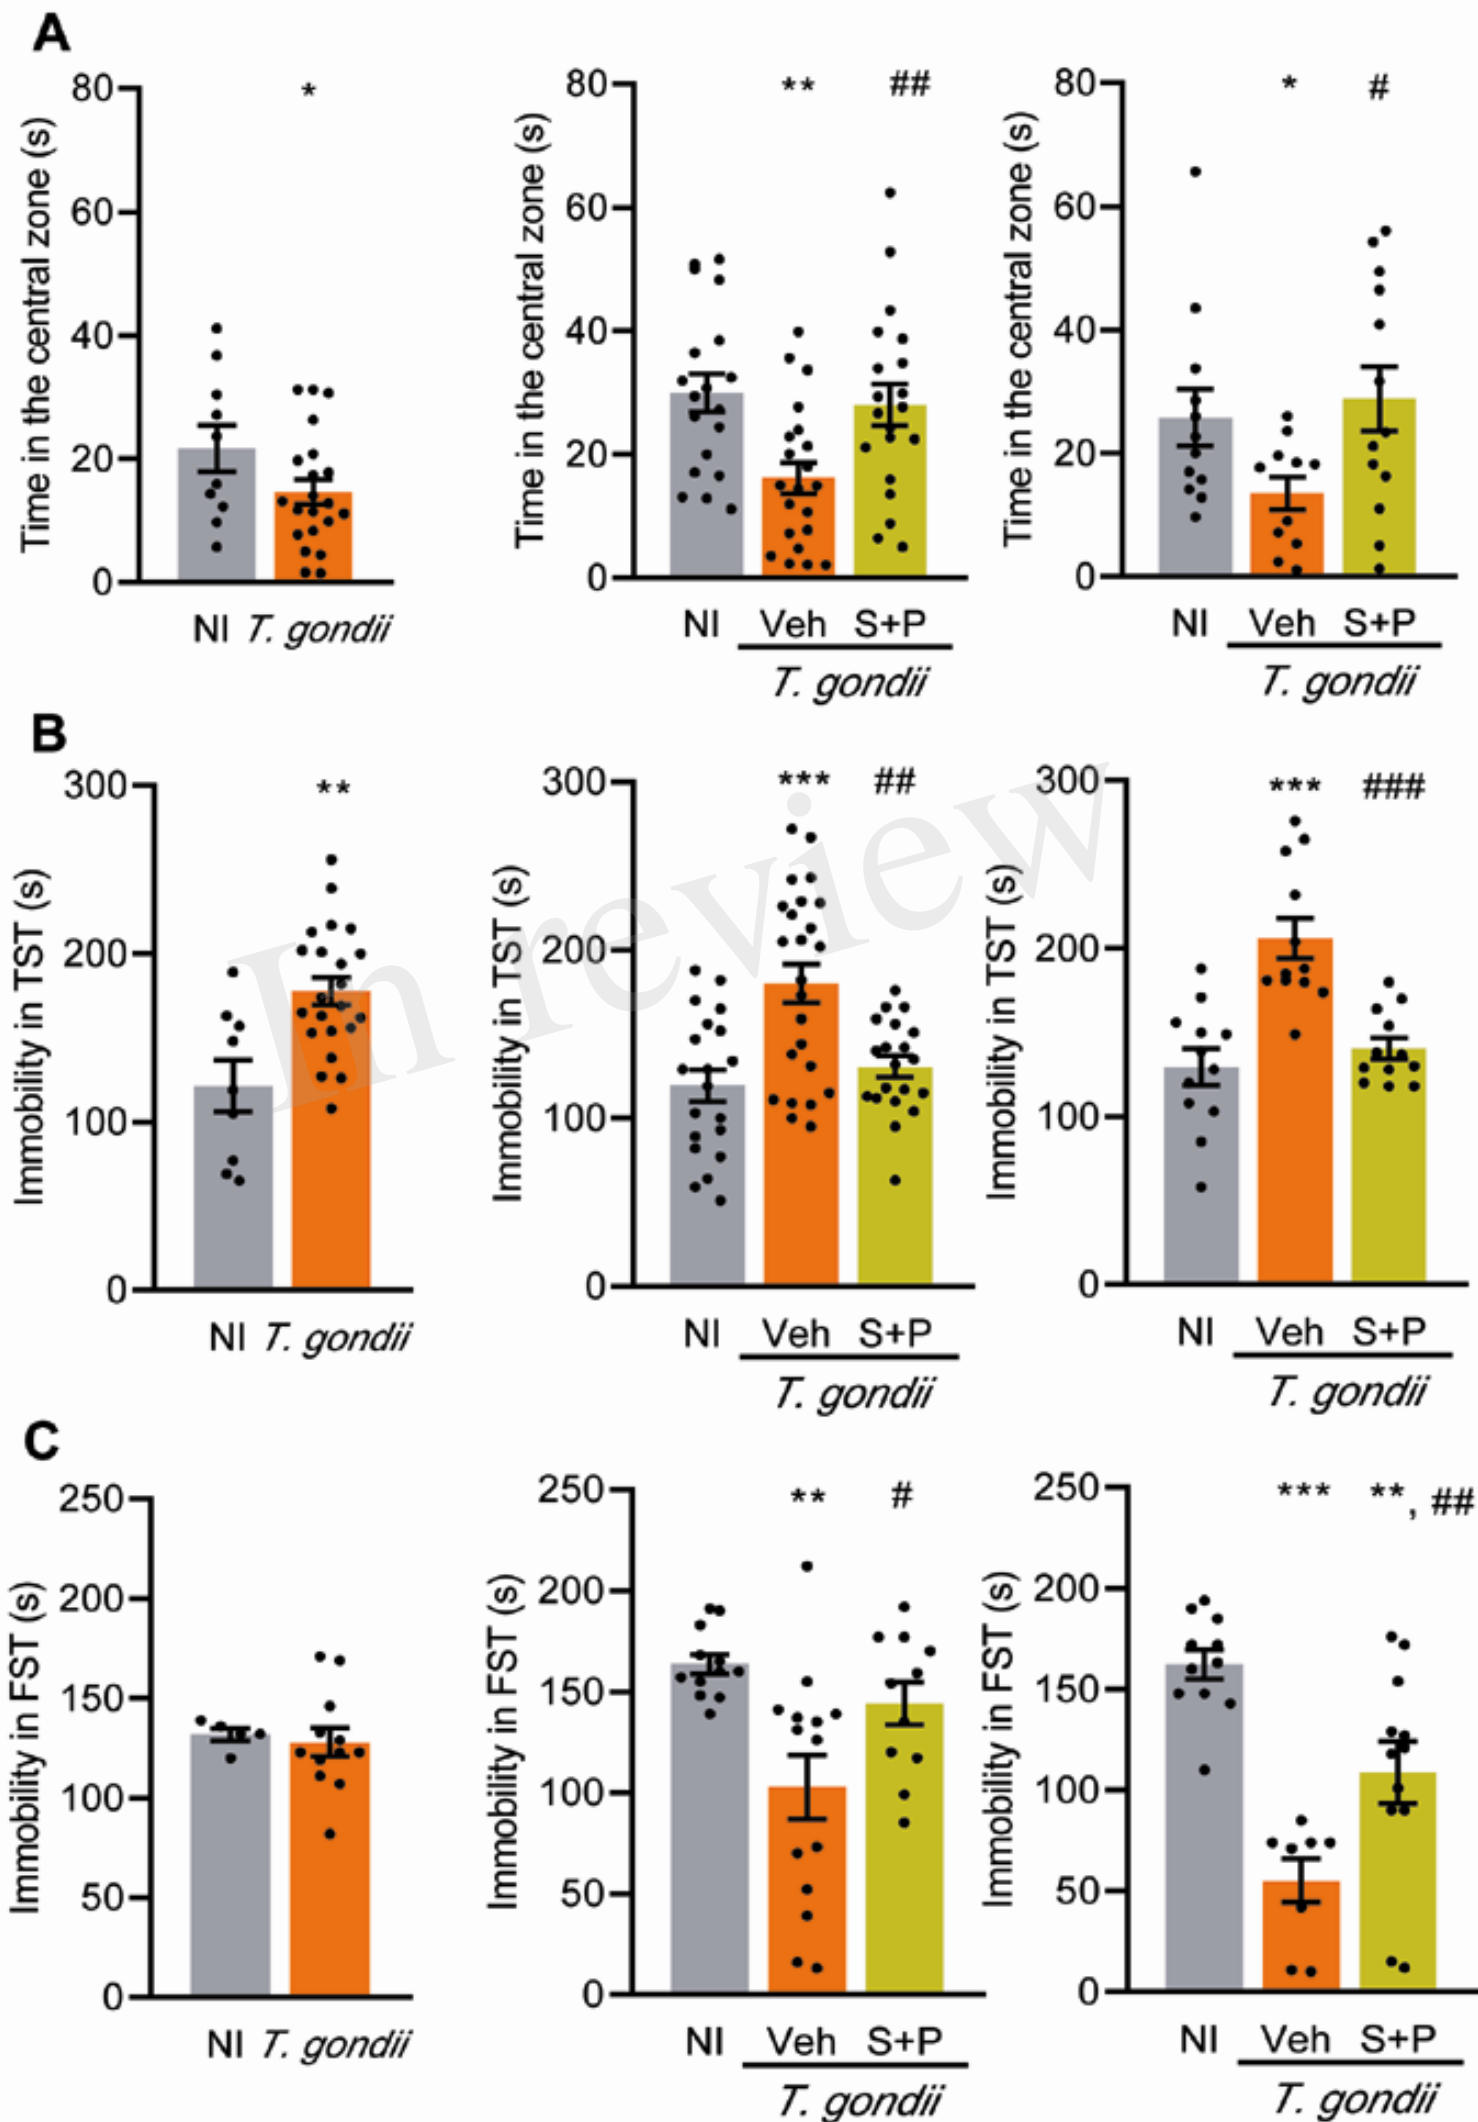 A
Time in the central zone (s)
80
60
40
20
0
*
NI T. gondii
Time in the central zone (s)
80
60
40
20
0
** ##
NI Veh S+P
T. gondii
Time in the central zone (s)
80
60
40
20
0
* #
NI Veh S+P
T. gondii
B
Immobility in TST (s)
300
200
100
0
**
NI T. gondii
Immobility in TST (s)
300
200
100
0
*** ##
NI Veh S+P
T. gondii
Immobility in TST (s)
300
200
100
0
*** ###
NI Veh S+P
T. gondii
In review
C
Immobility in FST (s)
250
200
150
100
50
0
NI T. gondii
Immobility in FST (s)
250
200
150
100
50
0
** #
NI Veh S+P
T. gondii
Immobility in FST (s)
250
200
150
100
50
0
*** **, ##
NI Veh S+P
T. gondii